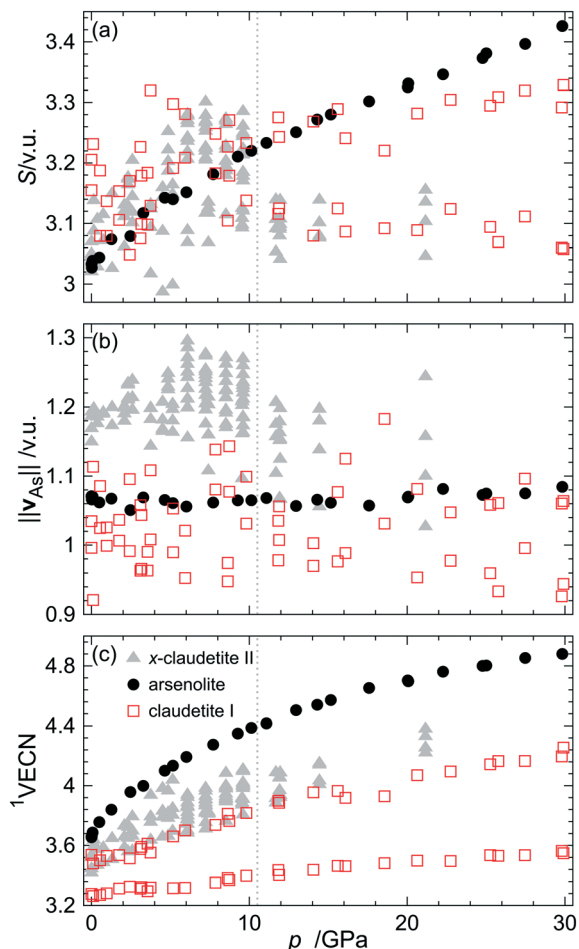 (a)
S/v.u.
3.4
3.3
3.2
3.1
3
(b)
||vAs||/v.u.
1.3
1.2
1.1
1
0.9
(c)
x-claudetite II
arsenolite
claudetite I
¹VECN
4.8
4.4
4
3.6
3.2
0
10
20
30
p /GPa